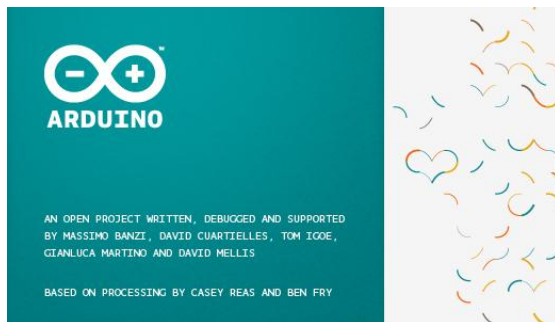 ARDUINO
AN OPEN PROJECT WRITTEN, DEBUGGED AND SUPPORTED
BY MASSIMO BANZI, DAVID CUARTIELLES, TOM IGOE,
GIANLUCA MARTINO AND DAVID MELLIS
BASED ON PROCESSING BY CASEY REAS AND BEN FRY